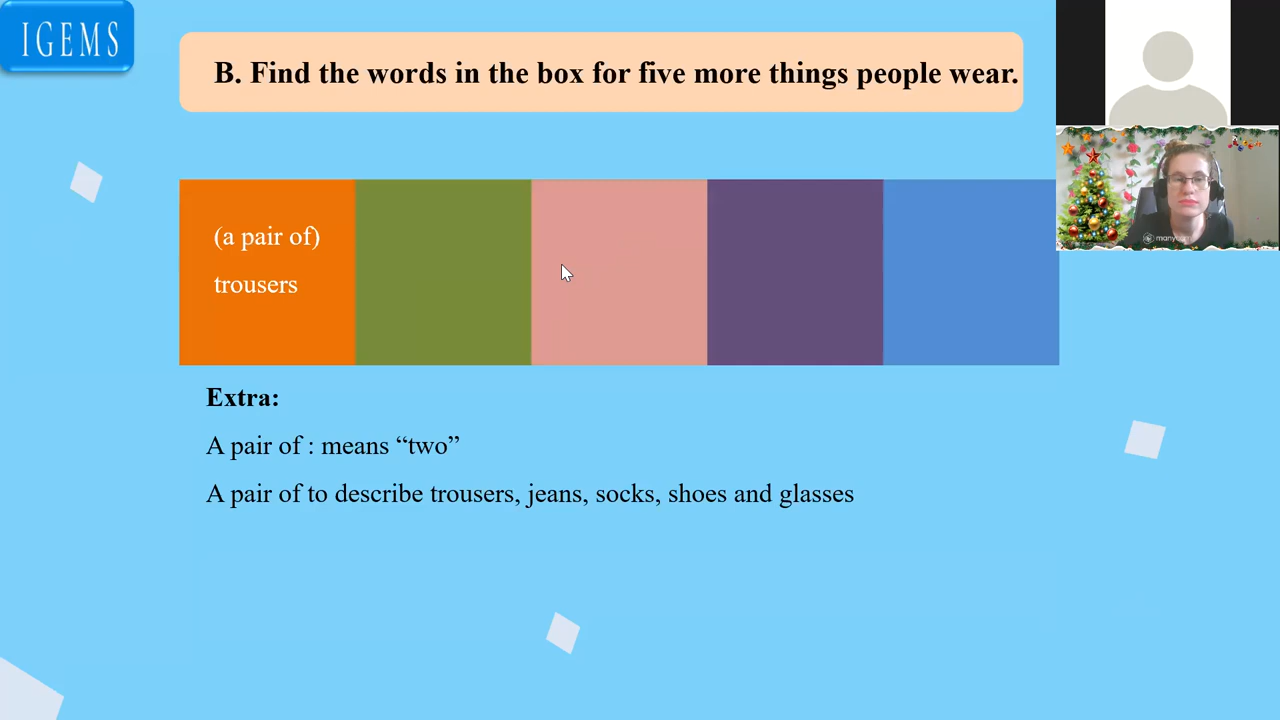 IGEMS
B. Find the words in the box for five more things people wear.
(a pair of)
trousers
Extra:
A pair of : means “two”
A pair of to describe trousers, jeans, socks, shoes and glasses